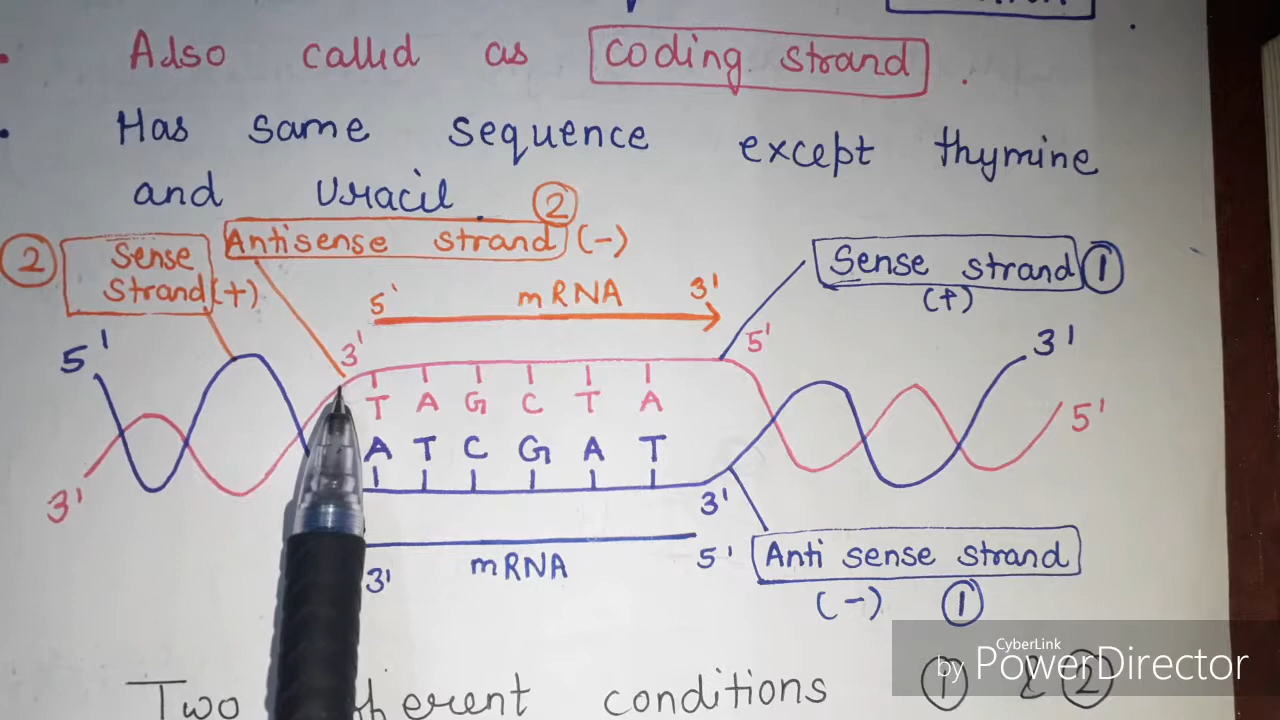 Also called as coding strand .
Has same sequence except thymine
and Uracil .
2 Sense Strand (+)
Antisense strand (-) 2
Sense strand 1
(+)
5' mRNA 3'
5' 3' 5' 3'
T A G C T A
5'
A T C G A T
3' 3'
mRNA
3' 5'
Anti sense strand
(-) 1
Two conditions 1 & 2
CyberLink
by PowerDirector